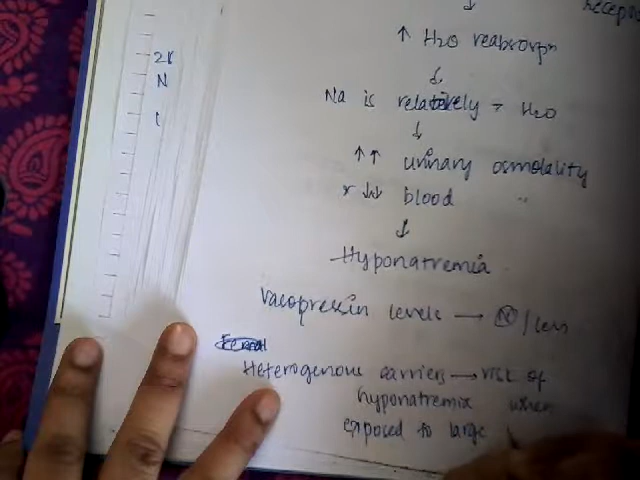 recepto
↓
↑ H₂O reabsorpn
↓
Na is relatively > H₂O
↓
↑↑ urinary osmolality
↓↓ blood "
↓
Hyponatremia
Vasopressin levels → (N)/less
Heterogenous carriers → risk of
hyponatremia when
exposed to large